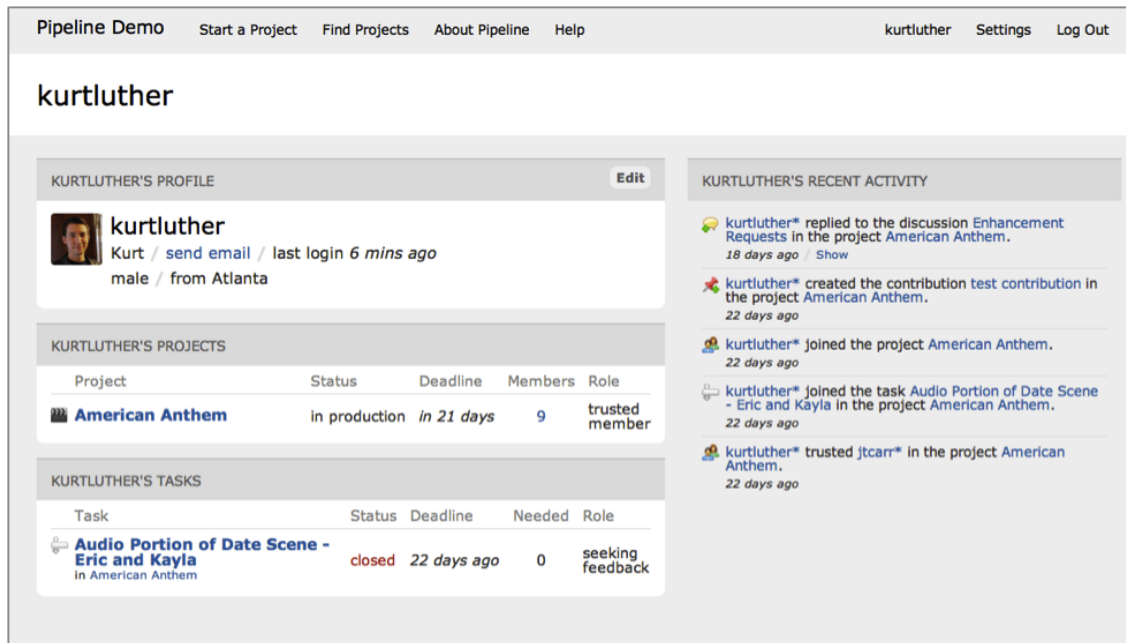 Pipeline Demo Start a Project Find Projects About Pipeline Help kurtluther Settings Log Out
kurtluther
KURTLUTHER'S PROFILE Edit
kurtluther
Kurt / send email / last login 6 mins ago
male / from Atlanta
KURTLUTHER'S PROJECTS
Project Status Deadline Members Role
American Anthem in production in 21 days 9 trusted member
KURTLUTHER'S TASKS
Task Status Deadline Needed Role
Audio Portion of Date Scene -
Eric and Kayla closed 22 days ago 0 seeking feedback
in American Anthem
KURTLUTHER'S RECENT ACTIVITY
kurtluther* replied to the discussion Enhancement
Requests in the project American Anthem.
18 days ago / Show
kurtluther* created the contribution test contribution in
the project American Anthem.
22 days ago
kurtluther* joined the project American Anthem.
22 days ago
kurtluther* joined the task Audio Portion of Date Scene
- Eric and Kayla in the project American Anthem.
22 days ago
kurtluther* trusted jtcarr* in the project American
Anthem.
22 days ago